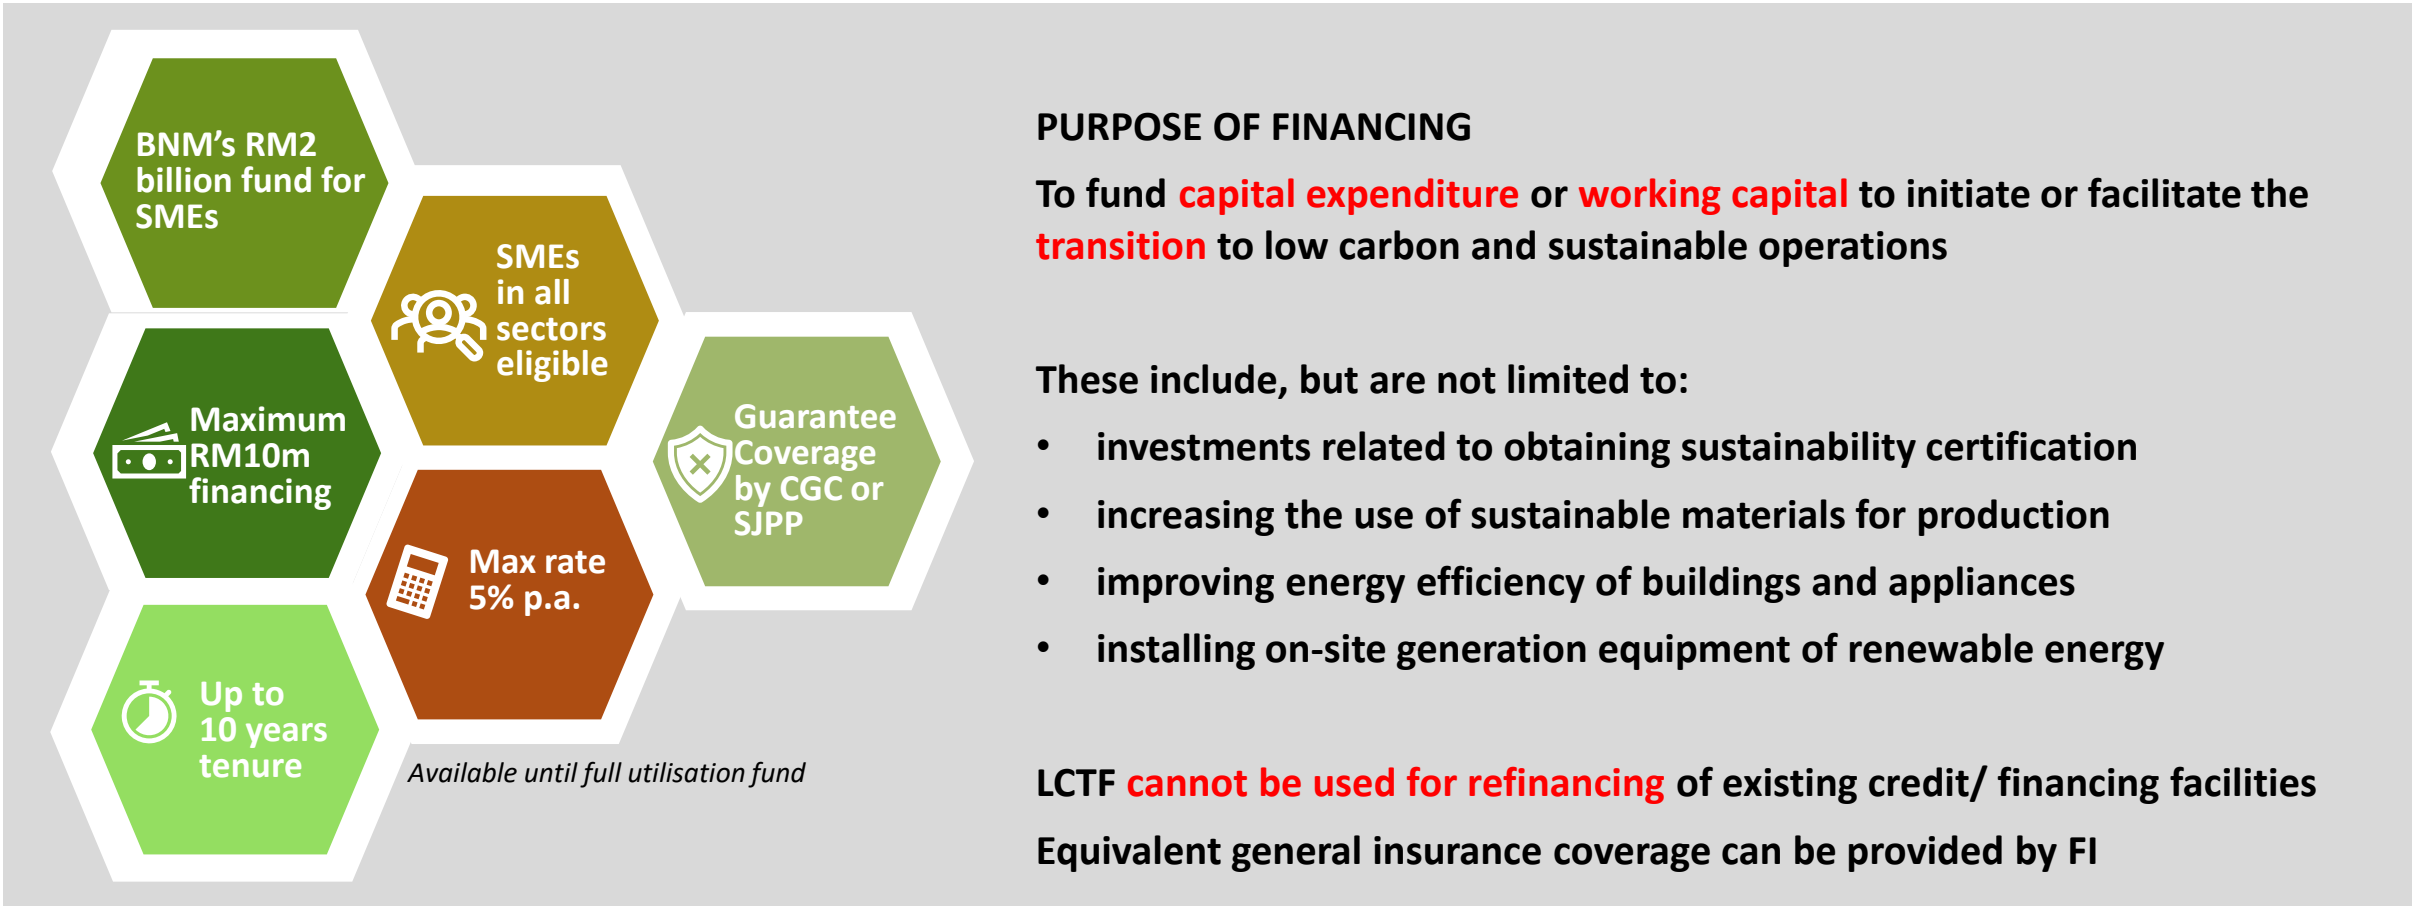 BNM’s RM2
billion fund for
SMEs
SMEs
in all
sectors
eligible
Maximum
RM10m
financing
Guarantee
Coverage
by CGC or
SJPP
Max rate
5% p.a.
Up to
10 years
tenure
Available until full utilisation fund
PURPOSE OF FINANCING
To fund capital expenditure or working capital to initiate or facilitate the
transition to low carbon and sustainable operations
These include, but are not limited to:
• investments related to obtaining sustainability certification
• increasing the use of sustainable materials for production
• improving energy efficiency of buildings and appliances
• installing on-site generation equipment of renewable energy
LCTF cannot be used for refinancing of existing credit/ financing facilities
Equivalent general insurance coverage can be provided by FI